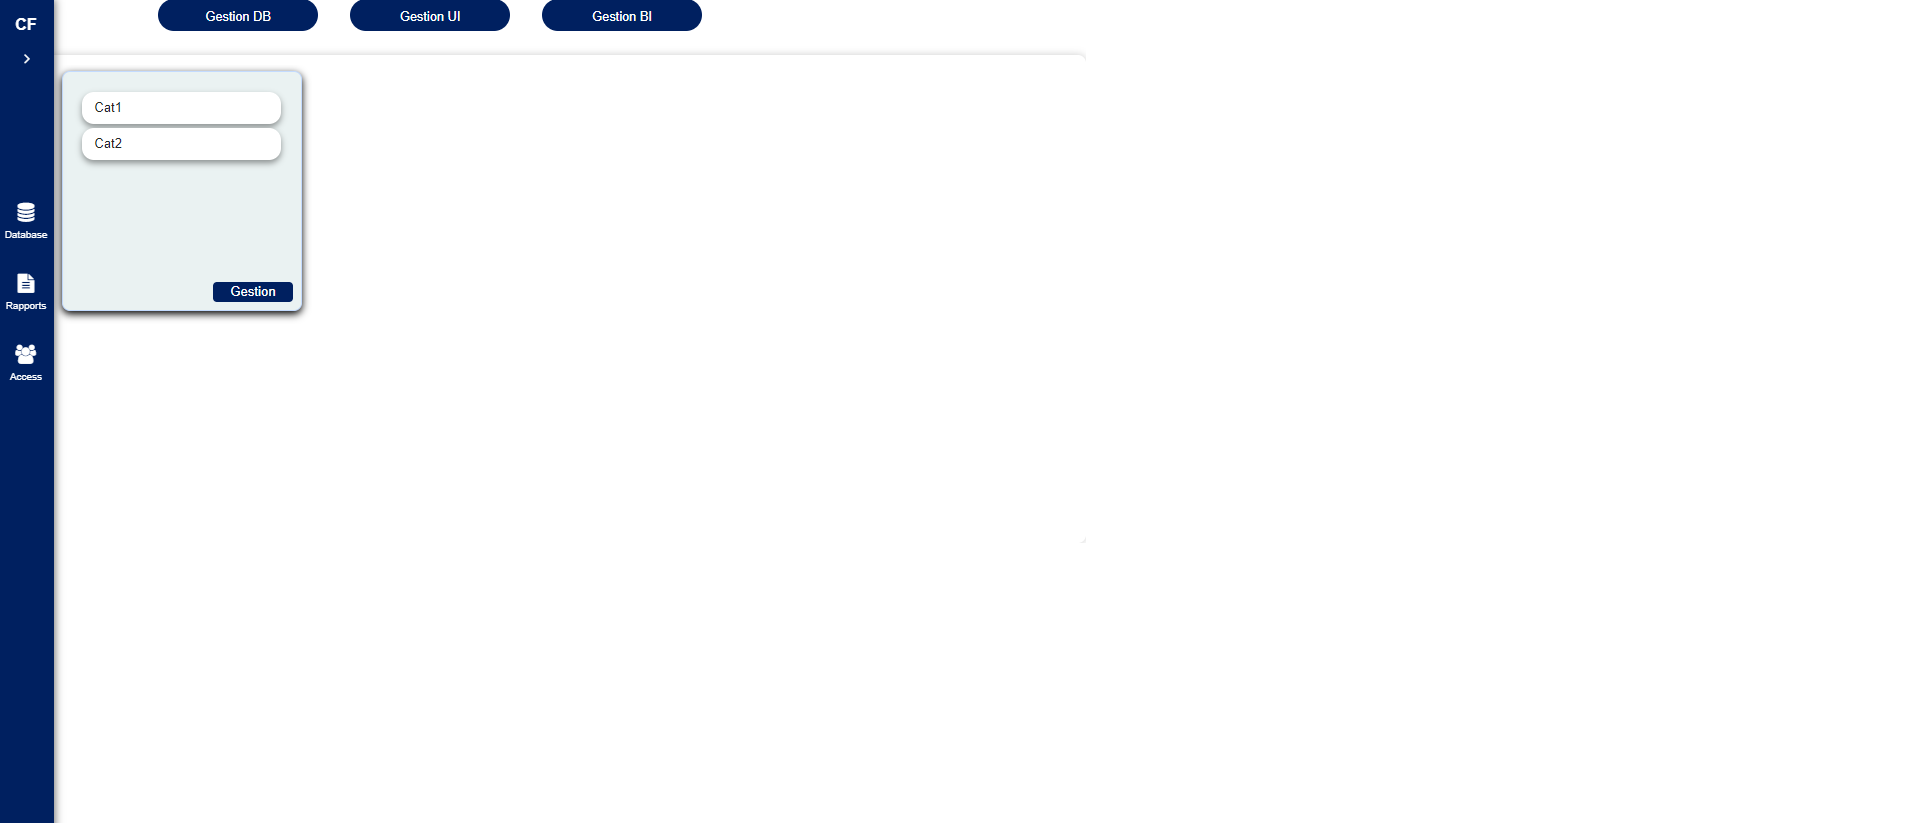 CF
Gestion DB
Gestion UI
Gestion BI
Cat1
Cat2
Gestion
Database
Rapports
Access